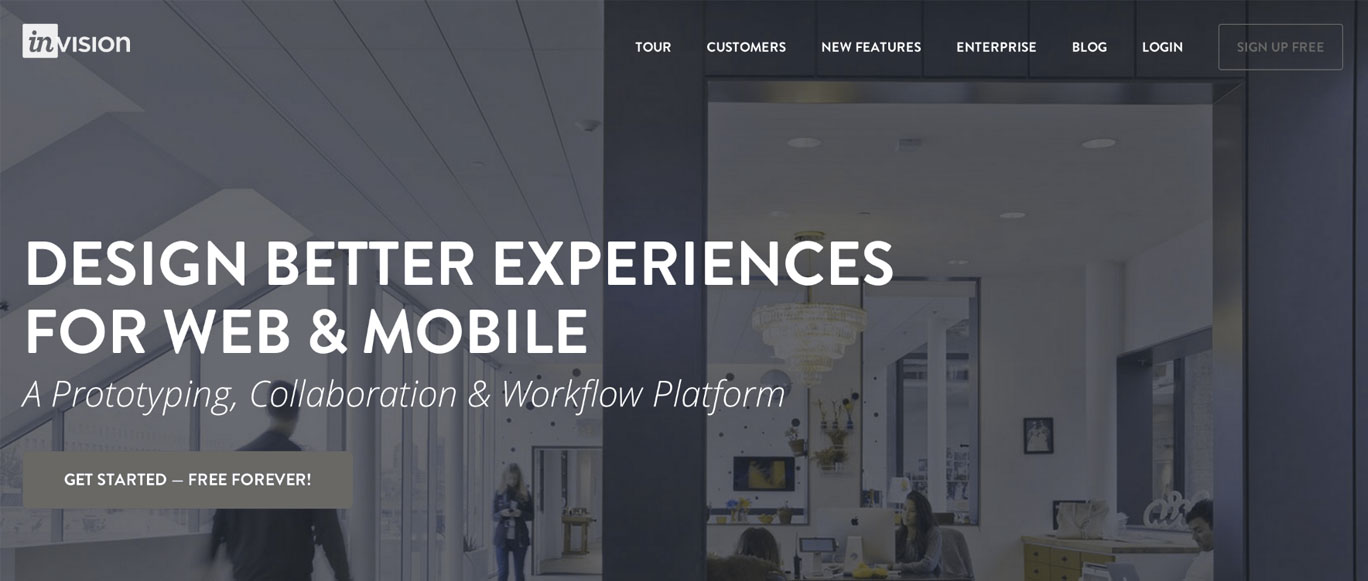 invision
TOUR
CUSTOMERS
NEW FEATURES
ENTERPRISE
BLOG
LOGIN
SIGN UP FREE
DESIGN BETTER EXPERIENCES
FOR WEB & MOBILE
A Prototyping, Collaboration & Workflow Platform
GET STARTED — FREE FOREVER!